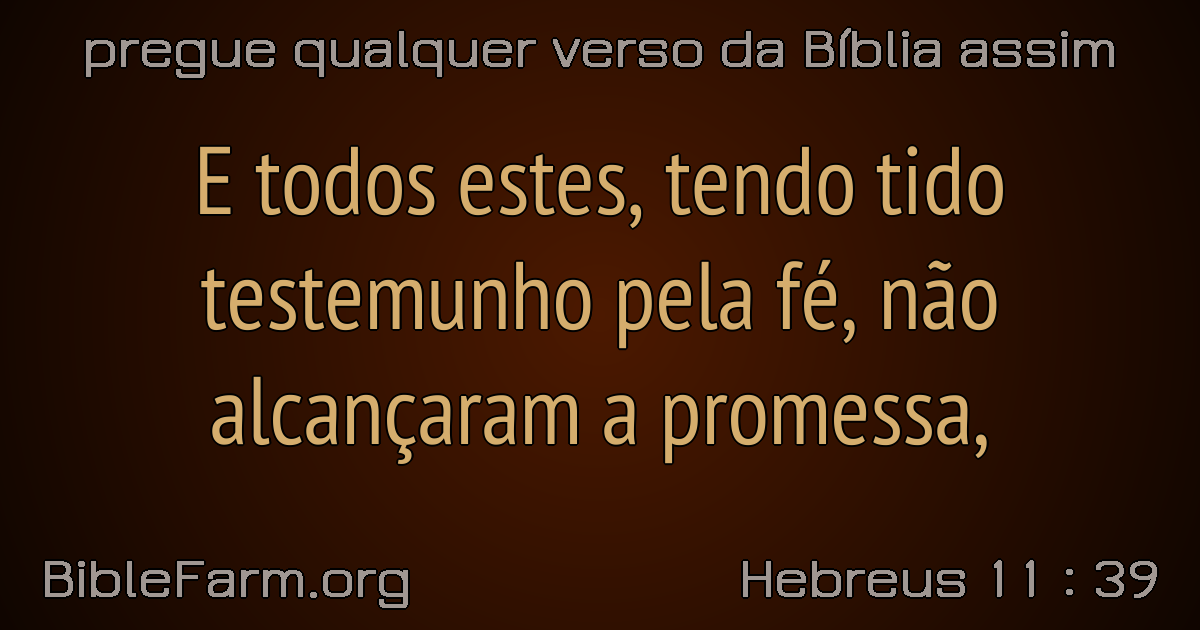 pregue qualquer verso da Bíblia assim
E todos estes, tendo tido
testemunho pela fé, não
alcançaram a promessa,
BibleFarm.org
Hebreus 11 : 39